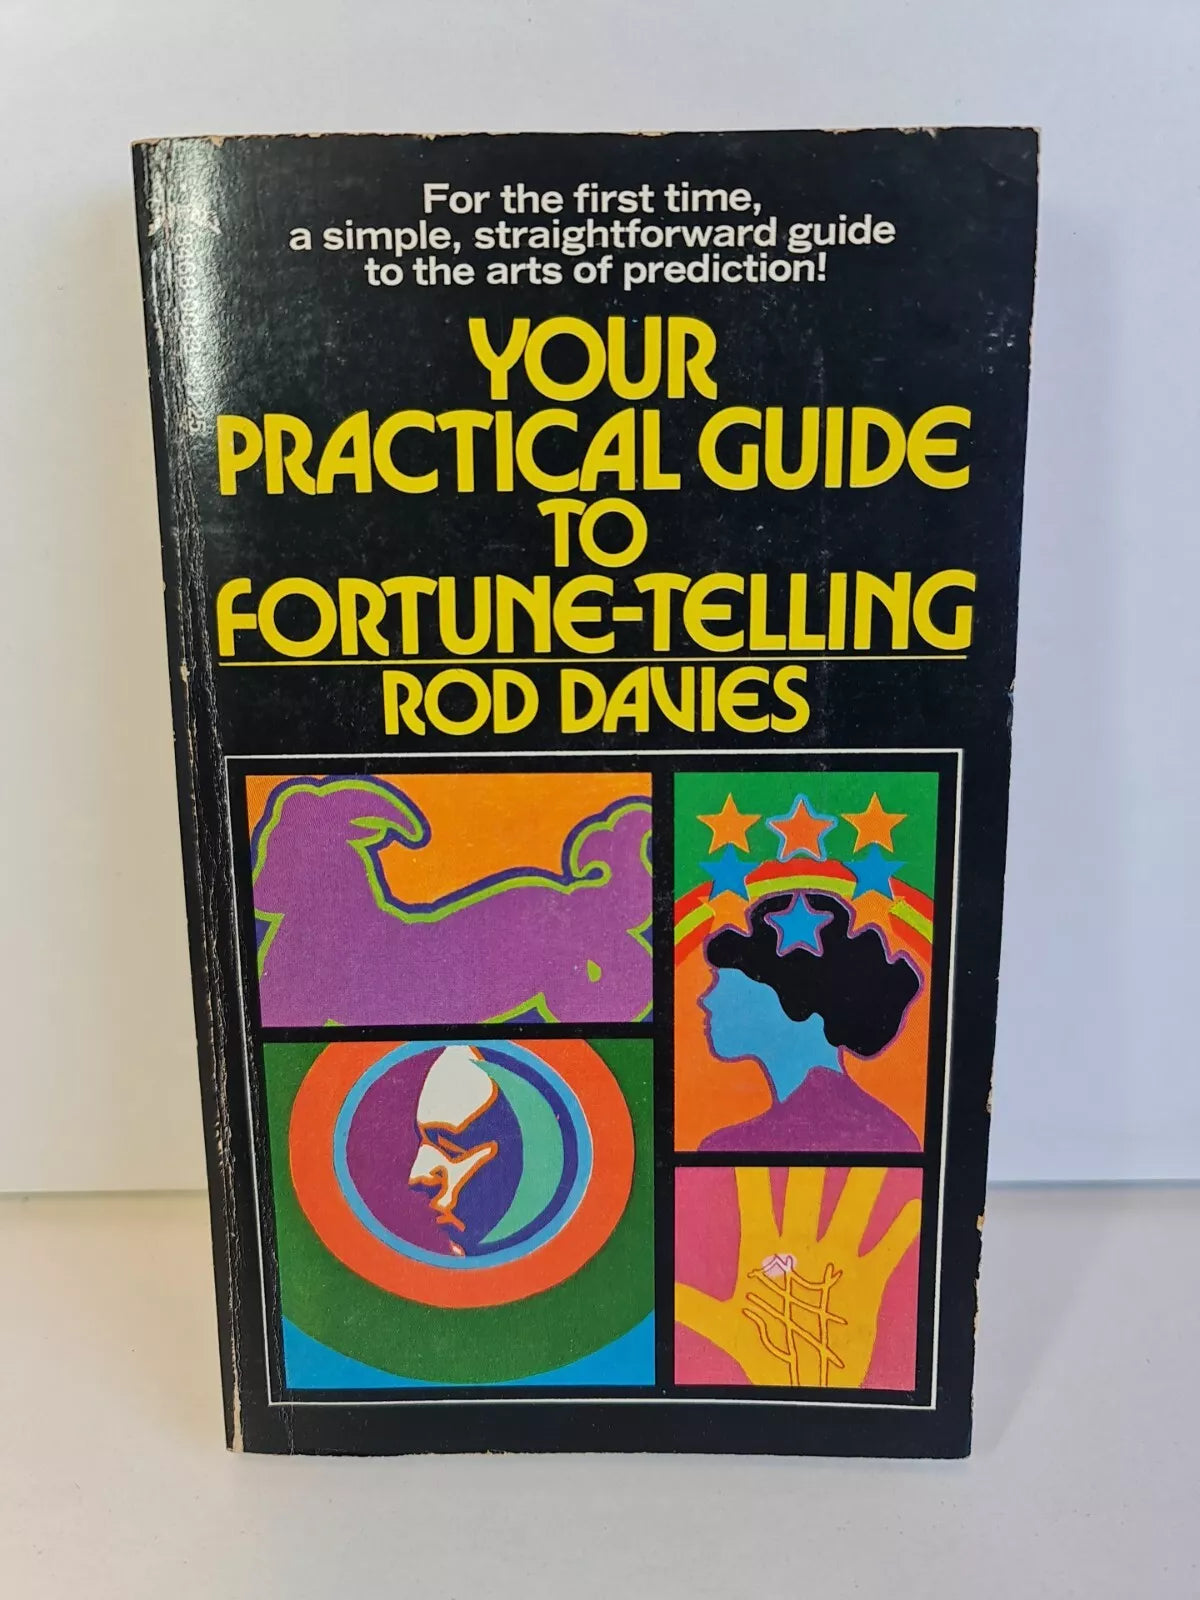 For the first time,
a simple, straightforward guide
to the arts of prediction!
YOUR
PRACTICAL GUIDE
TO
FORTUNE-TELLING
ROD DAVIES